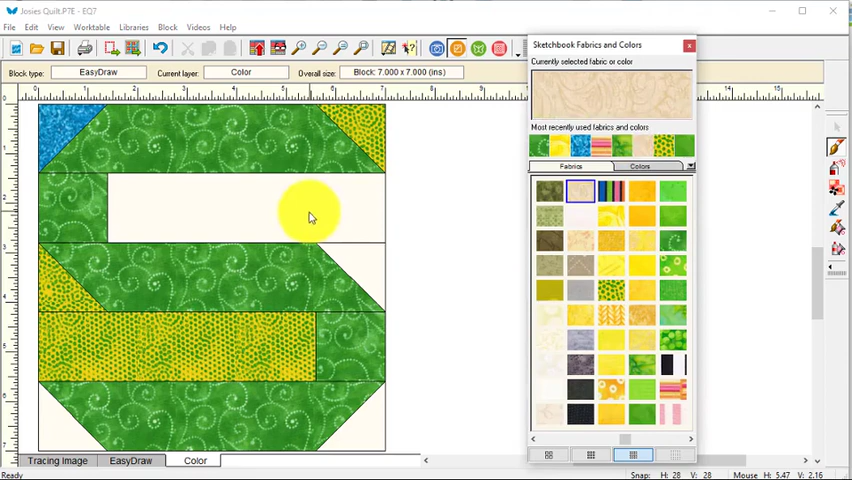 Josies Quilt.P7E - EQ7
File Edit View Worktable Libraries Block Videos Help
Block type: EasyDraw Current layer: Color Overall size: Block: 7.000 x 7.000 (ins)
Sketchbook Fabrics and Colors
Currently selected fabric or color
Most recently used fabrics and colors
Fabrics Colors
Tracing Image EasyDraw Color
Ready Snap: H: 28 V: 28 Mouse H: 5.47 V: 2.16